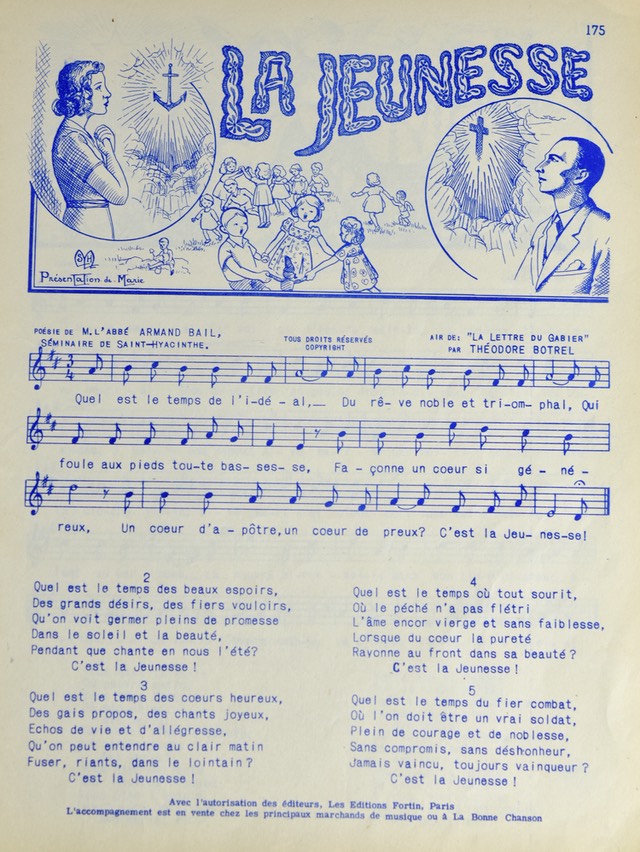 175
LA JEUNESSE
SYH
Présentation de Marie
POÉSIE DE M.L'ABBÉ ARMAND BAIL,
SÉMINAIRE DE SAINT-HYACINTHE.
TOUS DROITS RÉSERVÉS
COPYRIGHT
AIR DE: "LA LETTRE DU GABIER"
PAR THÉODORE BOTREL
3
4
Quel est le temps de l'i-dé - al,__ Du rê- ve noble et tri-om- phal, Qui
foule aux pieds tou-te bas- ses- se, Fa- çonne un coeur si gé - né -
reux, Un coeur d'a - pôtre,un coeur de preux? C'est la Jeu- nes-se!
2
Quel est le temps des beaux espoirs,
Des grands désirs, des fiers vouloirs,
Qu'on voit germer pleins de promesse
Dans le soleil et la beauté,
Pendant que chante en nous l'été?
C'est la Jeunesse!
3
Quel est le temps des coeurs heureux,
Des gais propos, des chants joyeux,
Echos de vie et d'allégresse,
Qu'on peut entendre au clair matin
Fuser, riants, dans le lointain?
C'est la Jeunesse!
4
Quel est le temps où tout sourit,
Où le péché n'a pas flétri
L'âme encor vierge et sans faiblesse,
Lorsque du coeur la pureté
Rayonne au front dans sa beauté?
C'est la Jeunesse!
5
Quel est le temps du fier combat,
Où l'on doit être un vrai soldat,
Plein de courage et de noblesse,
Sans compromis, sans déshonneur,
Jamais vaincu, toujours vainqueur?
C'est la Jeunesse!
Avec l'autorisation des éditeurs, Les Editions Fortin, Paris
L'accompagnement est en vente chez les principaux marchands de musique ou à La Bonne Chanson